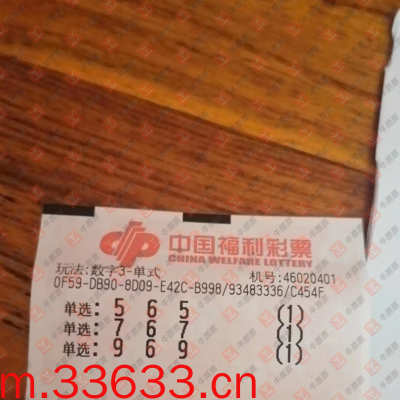 中国福利彩票
CHINA WELFARE LOTTERY
玩法:数字3-单式 机号:46020401
0F59-DB90-8D09-E42C-B998/93483336/C454F
单选: 5 6 5 (1)
单选: 7 6 7 (1)
单选: 9 6 9 (1)
m.33633.cn